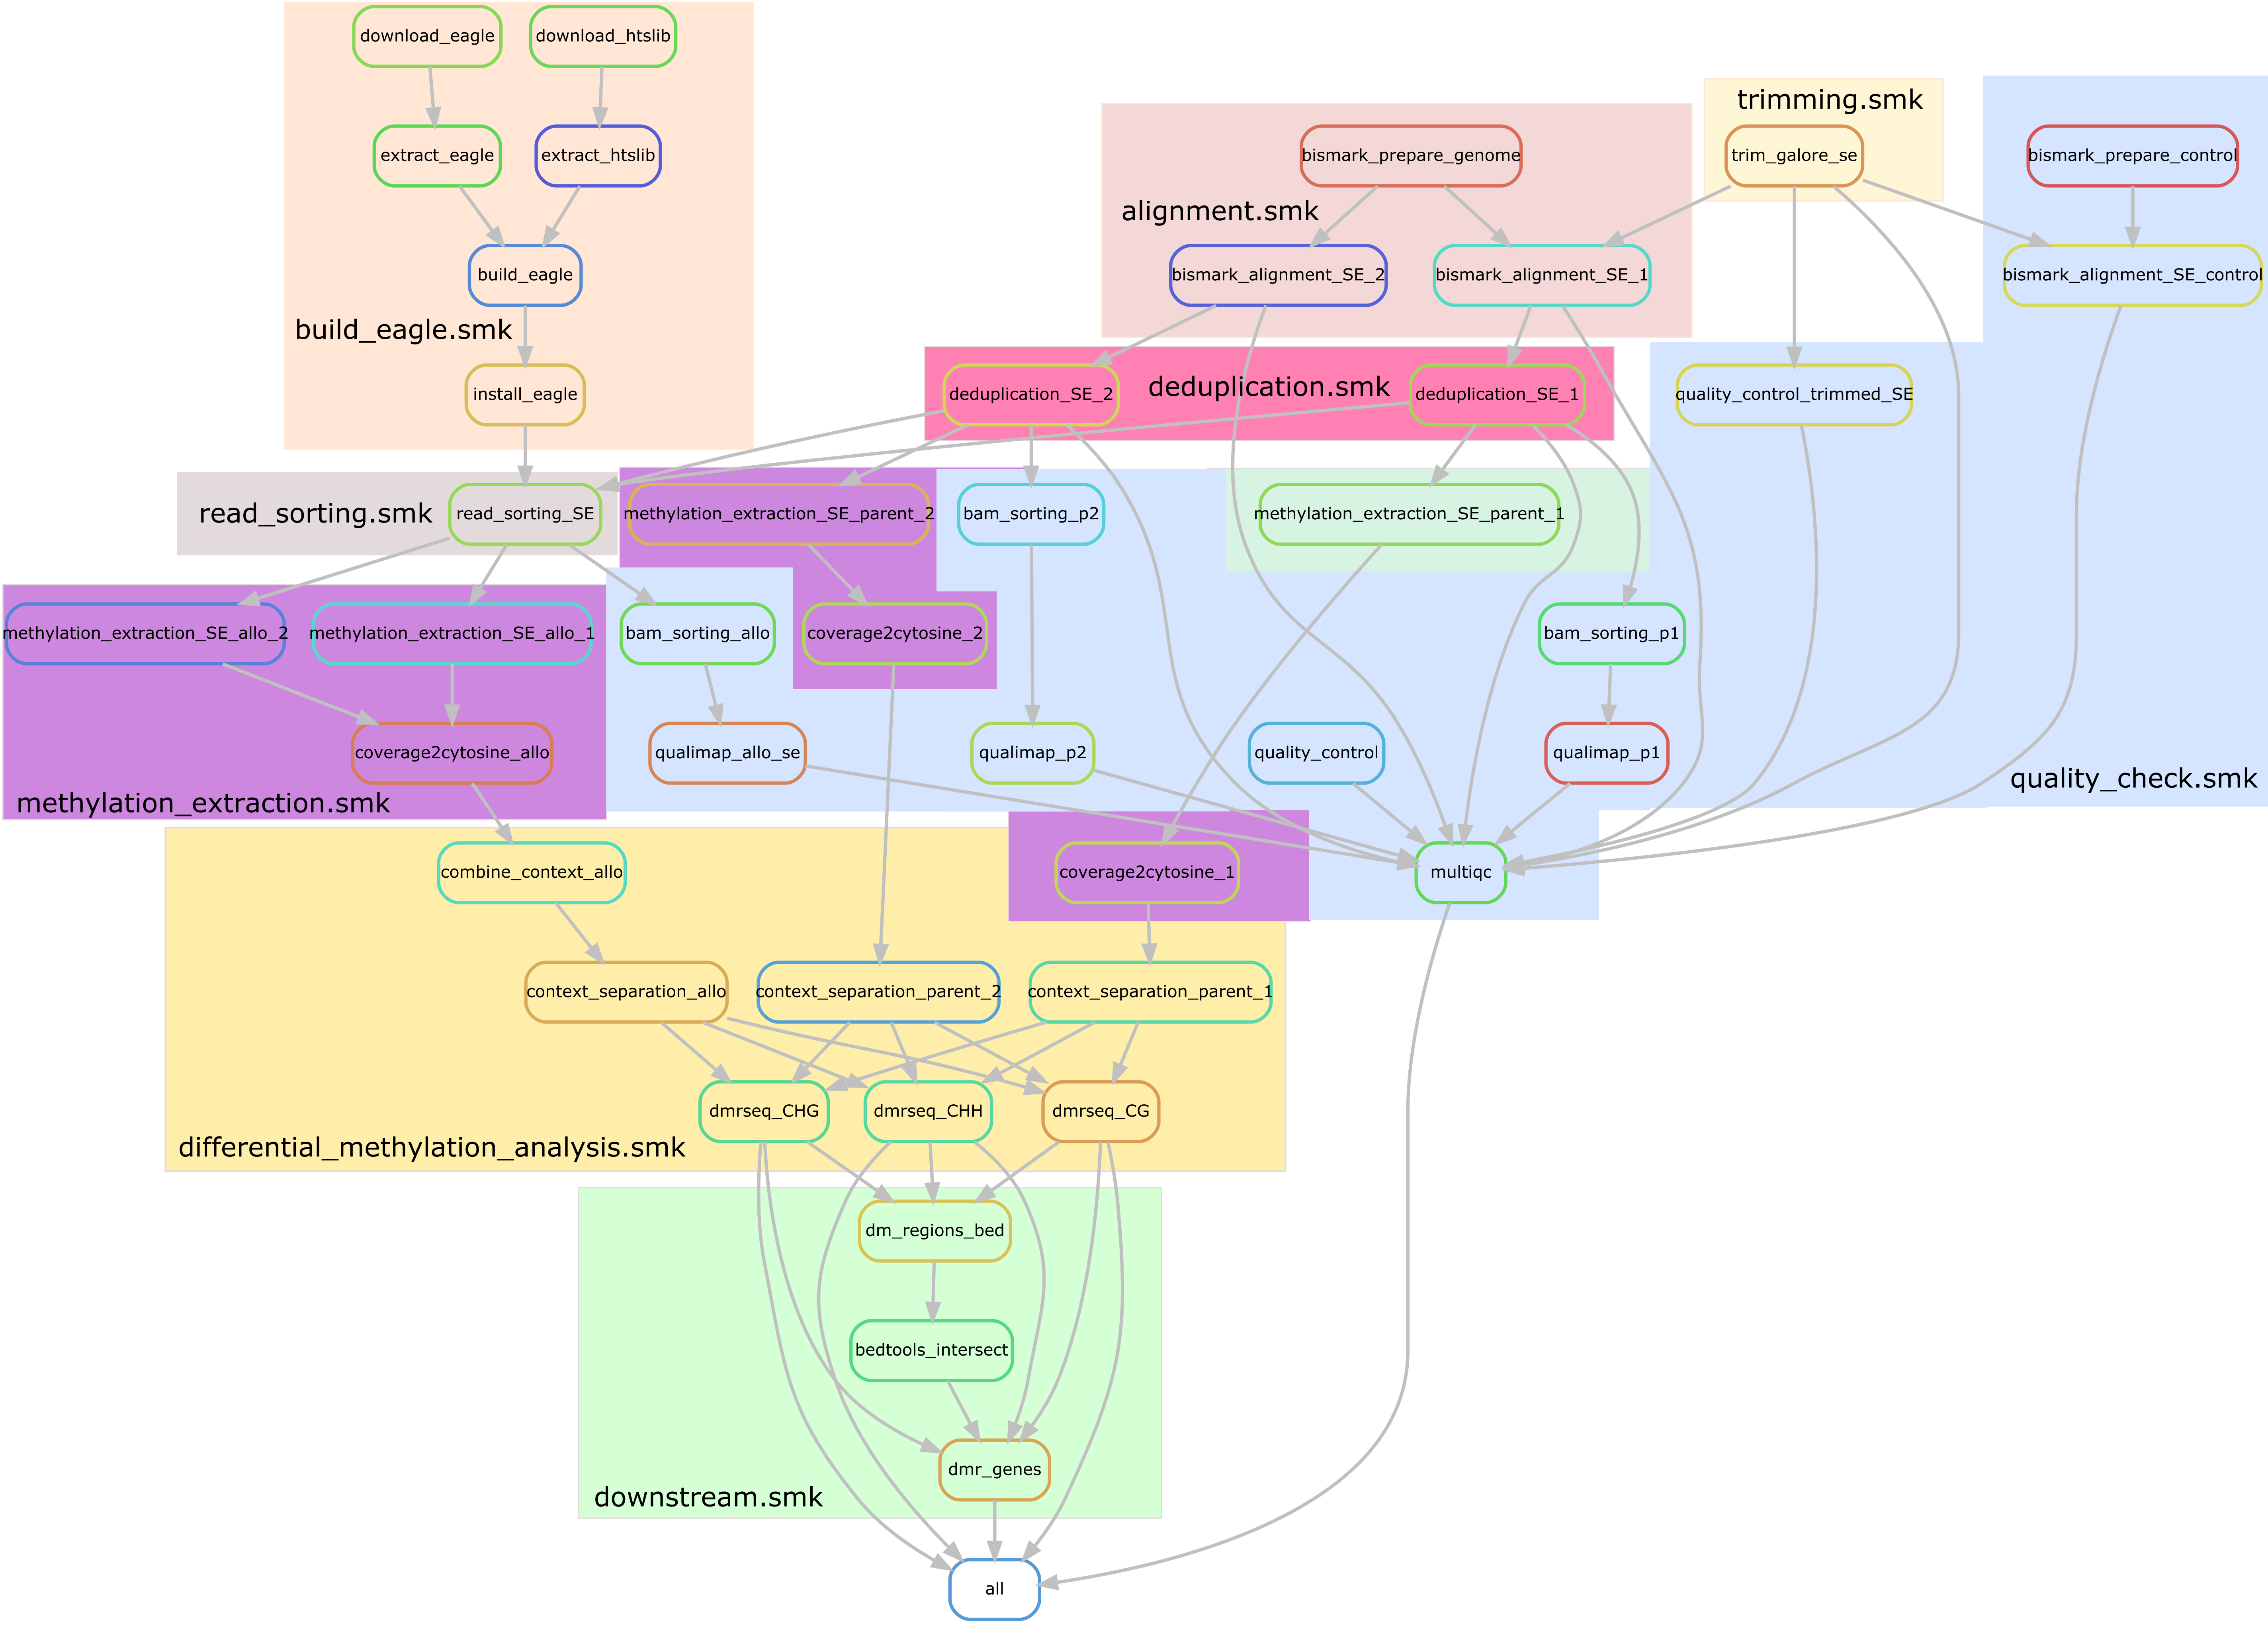 download_eagle
download_htslib
trimming.smk
extract_eagle
extract_htslib
bismark_prepare_genome
trim_galore_se
bismark_prepare_control
alignment.smk
build_eagle
bismark_alignment_SE_2
bismark_alignment_SE_1
bismark_alignment_SE_control
build_eagle.smk
install_eagle
deduplication_SE_2
deduplication.smk
deduplication_SE_1
quality_control_trimmed_SE
read_sorting.smk
read_sorting_SE
methylation_extraction_SE_parent_2
bam_sorting_p2
methylation_extraction_SE_parent_1
methylation_extraction_SE_allo_2
methylation_extraction_SE_allo_1
bam_sorting_allo
coverage2cytosine_2
bam_sorting_p1
coverage2cytosine_allo
qualimap_allo_se
qualimap_p2
quality_control
qualimap_p1
quality_check.smk
methylation_extraction.smk
combine_context_allo
coverage2cytosine_1
multiqc
context_separation_allo
context_separation_parent_2
context_separation_parent_1
dmrseq_CHG
dmrseq_CHH
dmrseq_CG
differential_methylation_analysis.smk
dm_regions_bed
bedtools_intersect
dmr_genes
downstream.smk
all